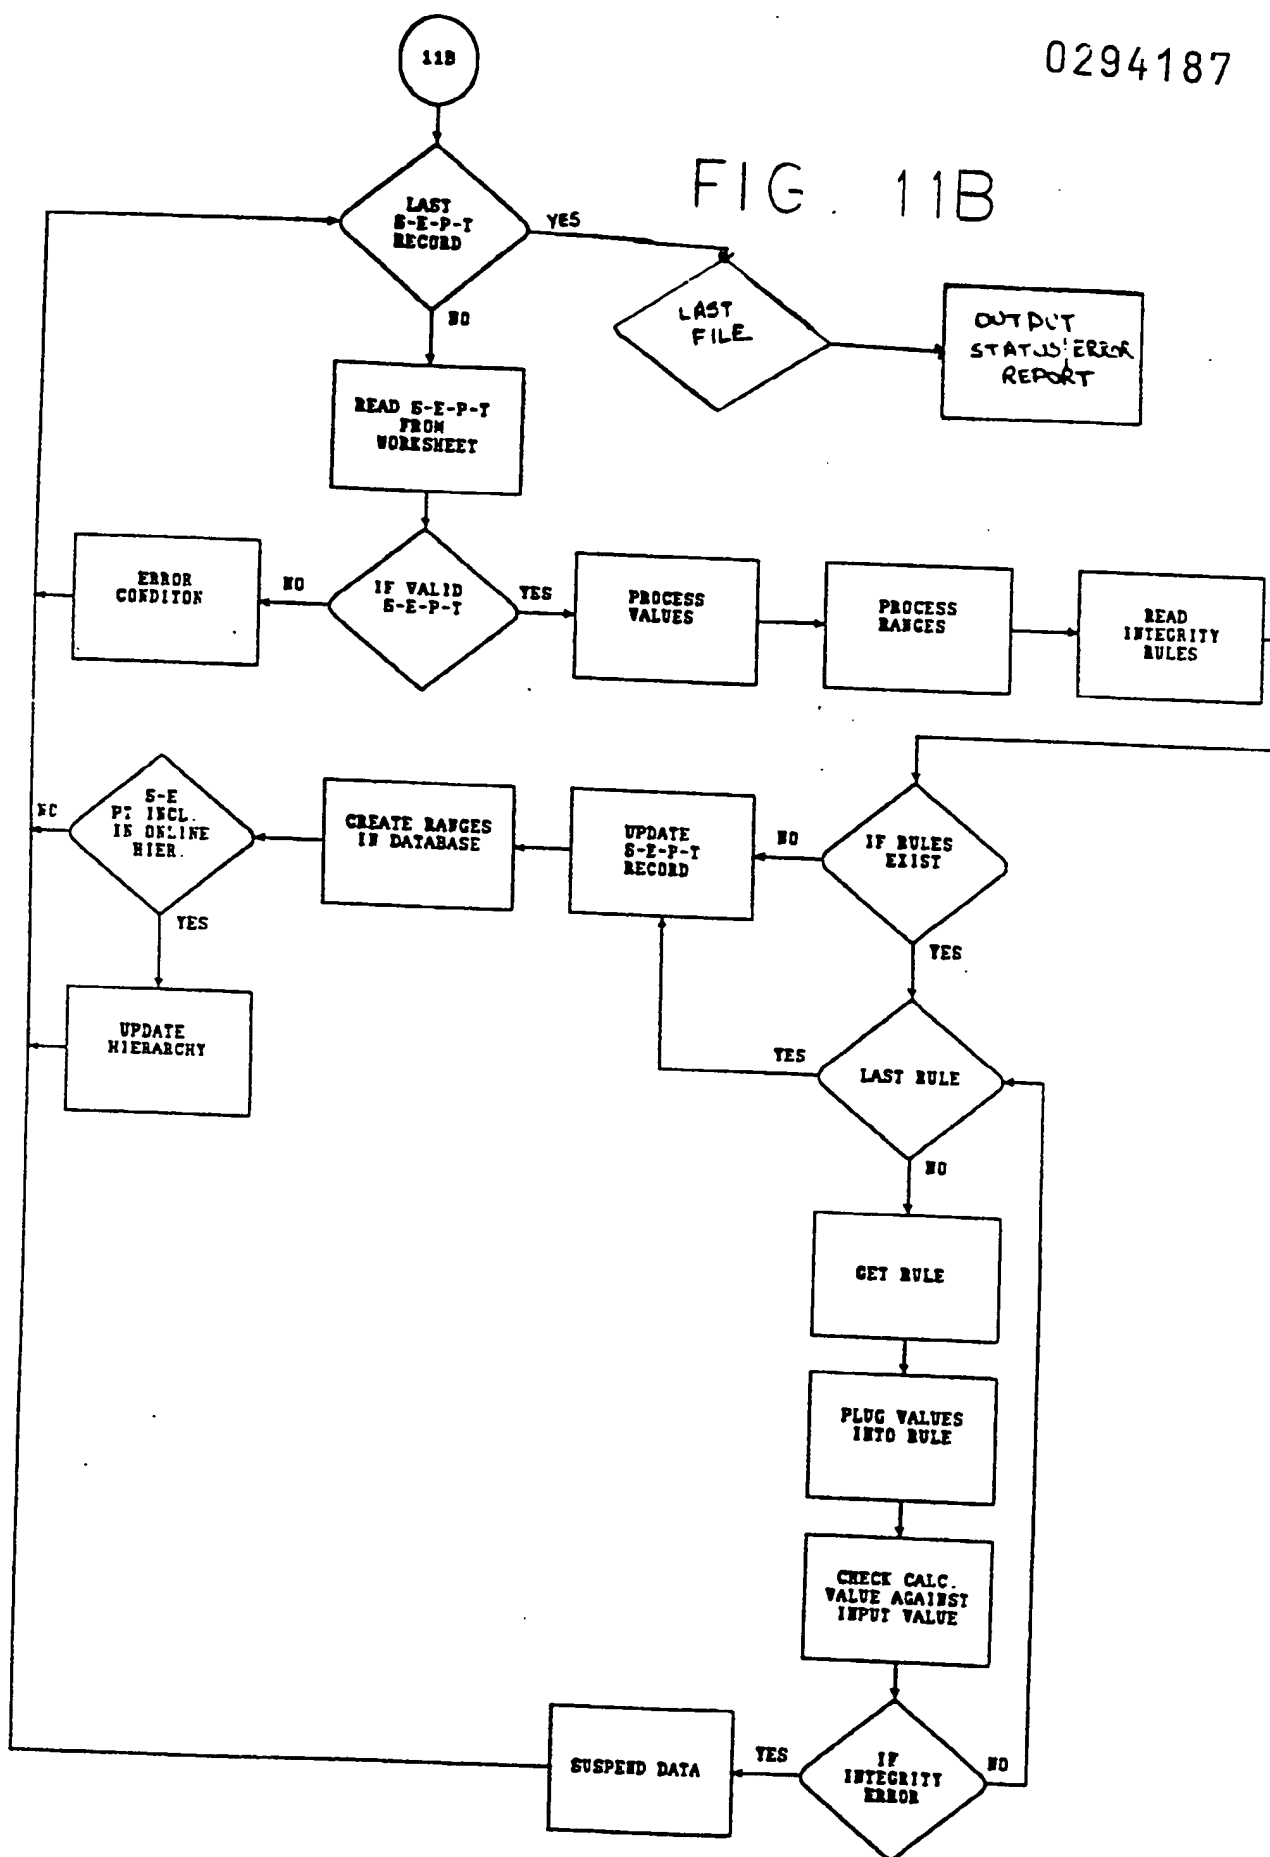 11B
0294187
FIG. 11B
LAST
S-E-P-T
RECORD
YES
NO
LAST
FILE
OUTPUT
STATUS/ERROR
REPORT
READ S-E-P-T
FROM
WORKSHEET
ERROR
CONDITON
NO
IF VALID
S-E-P-T
YES
PROCESS
VALUES
PROCESS
RANGES
READ
INTEGRITY
RULES
NO
S-E
PT INCL.
IN ONLINE
HIER.
YES
CREATE RANGES
IN DATABASE
UPDATE
S-E-P-T
RECORD
NO
IF RULES
EXIST
YES
UPDATE
HIERARCHY
YES
LAST RULE
NO
GET RULE
PLUG VALUES
INTO RULE
CHECK CALC.
VALUE AGAINST
INPUT VALUE
SUSPEND DATA
YES
IF
INTEGRITY
ERROR
NO